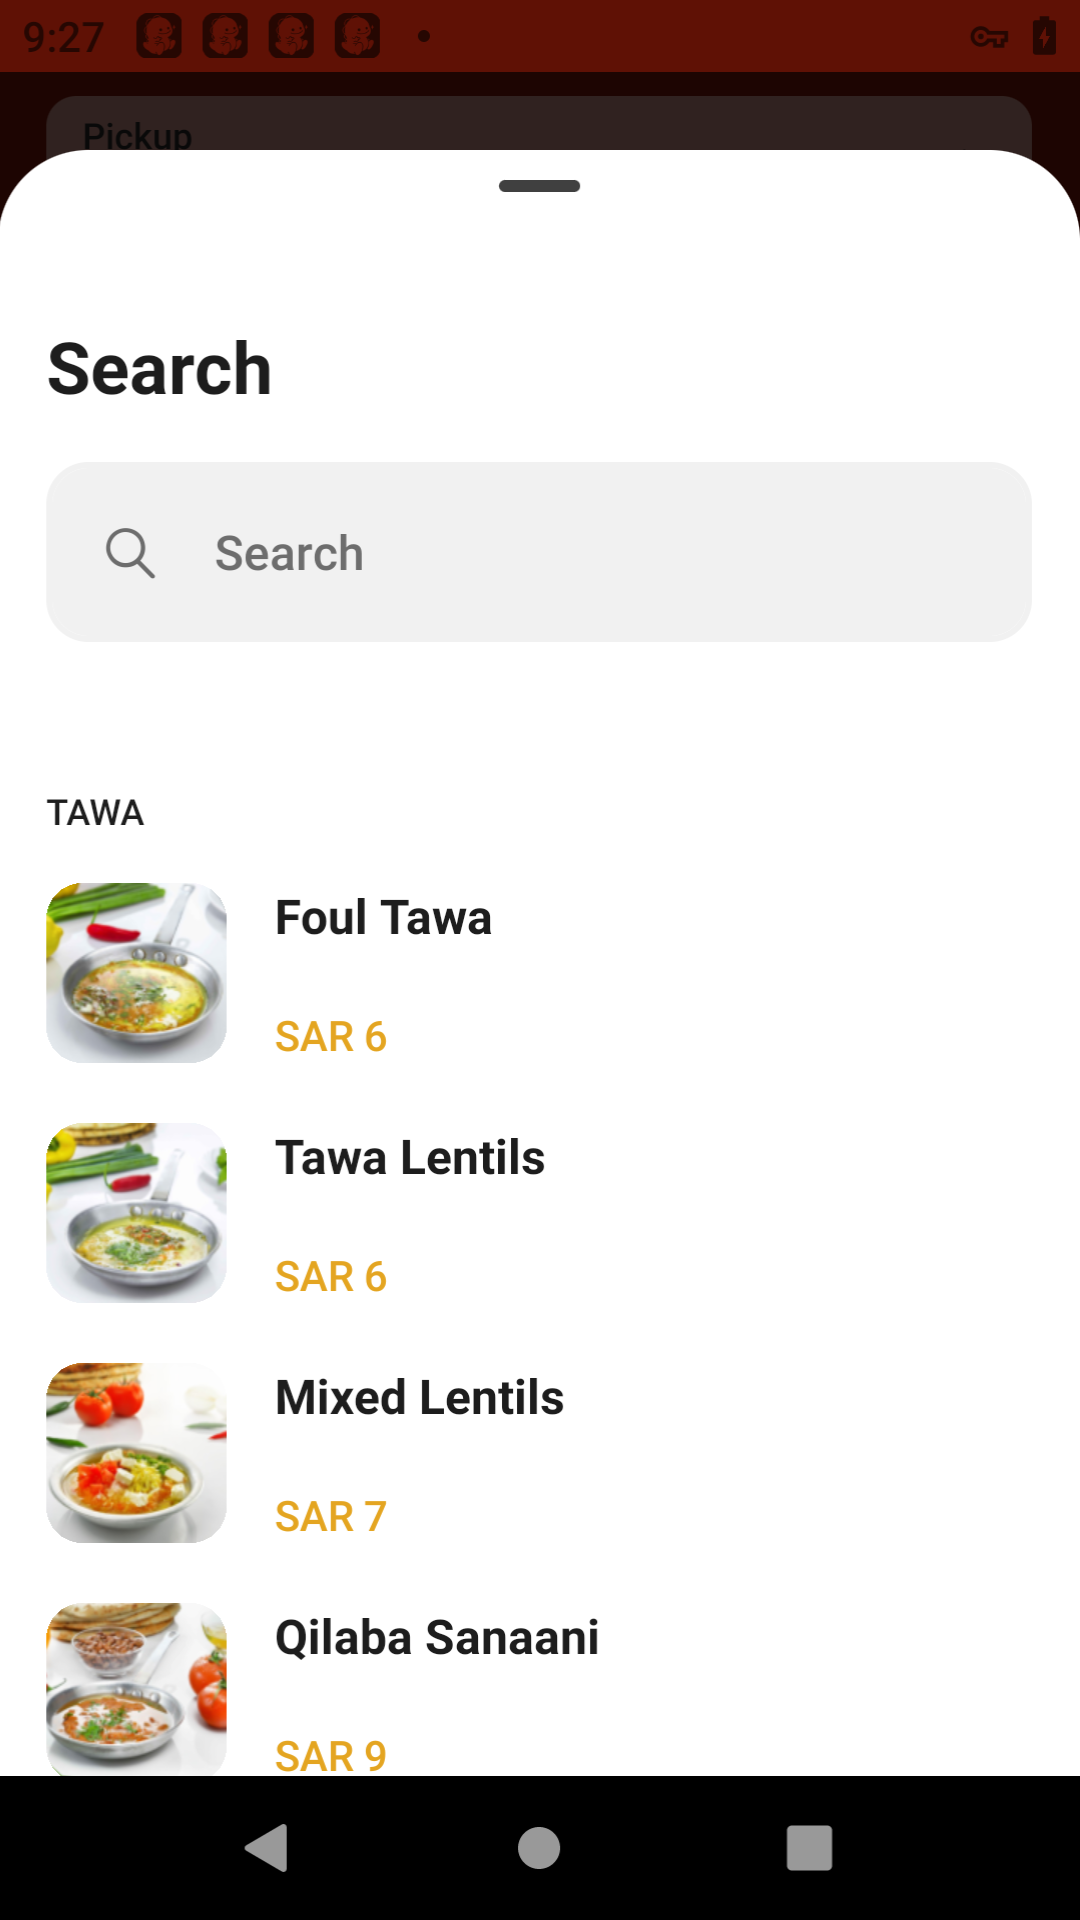 9:27
Pickup
Search
Search
TAWA
Foul Tawa
SAR 6
Tawa Lentils
SAR 6
Mixed Lentils
SAR 7
Qilaba Sanaani
SAR 9